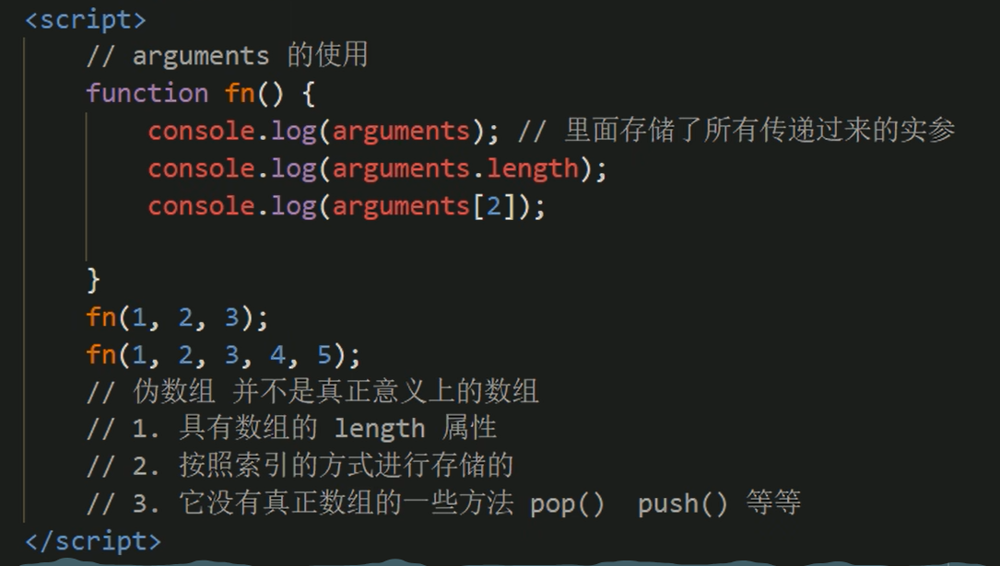 <script>
// arguments 的使用
function fn() {
console.log(arguments); // 里面存储了所有传递过来的实参
console.log(arguments.length);
console.log(arguments[2]);
}
fn(1, 2, 3);
fn(1, 2, 3, 4, 5);
// 伪数组 并不是真正意义上的数组
// 1. 具有数组的 length 属性
// 2. 按照索引的方式进行存储的
// 3. 它没有真正数组的一些方法 pop() push() 等等
</script>